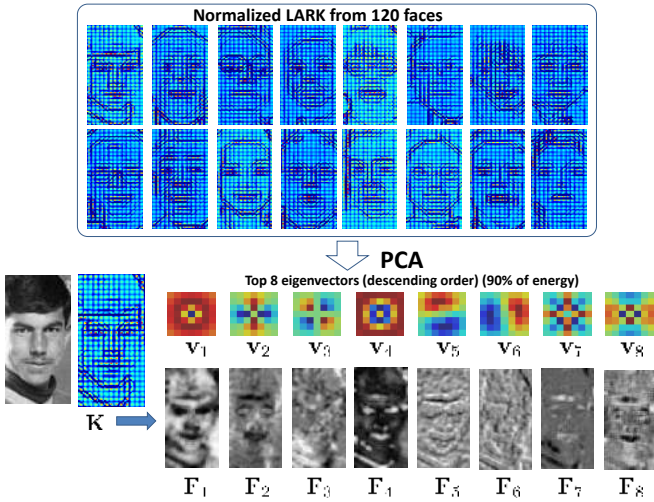 Normalized LARK from 120 faces
PCA
Top 8 eigenvectors (descending order) (90% of energy)
v1 v2 v3 v4 v5 v6 v7 v8
K
F1 F2 F3 F4 F5 F6 F7 F8